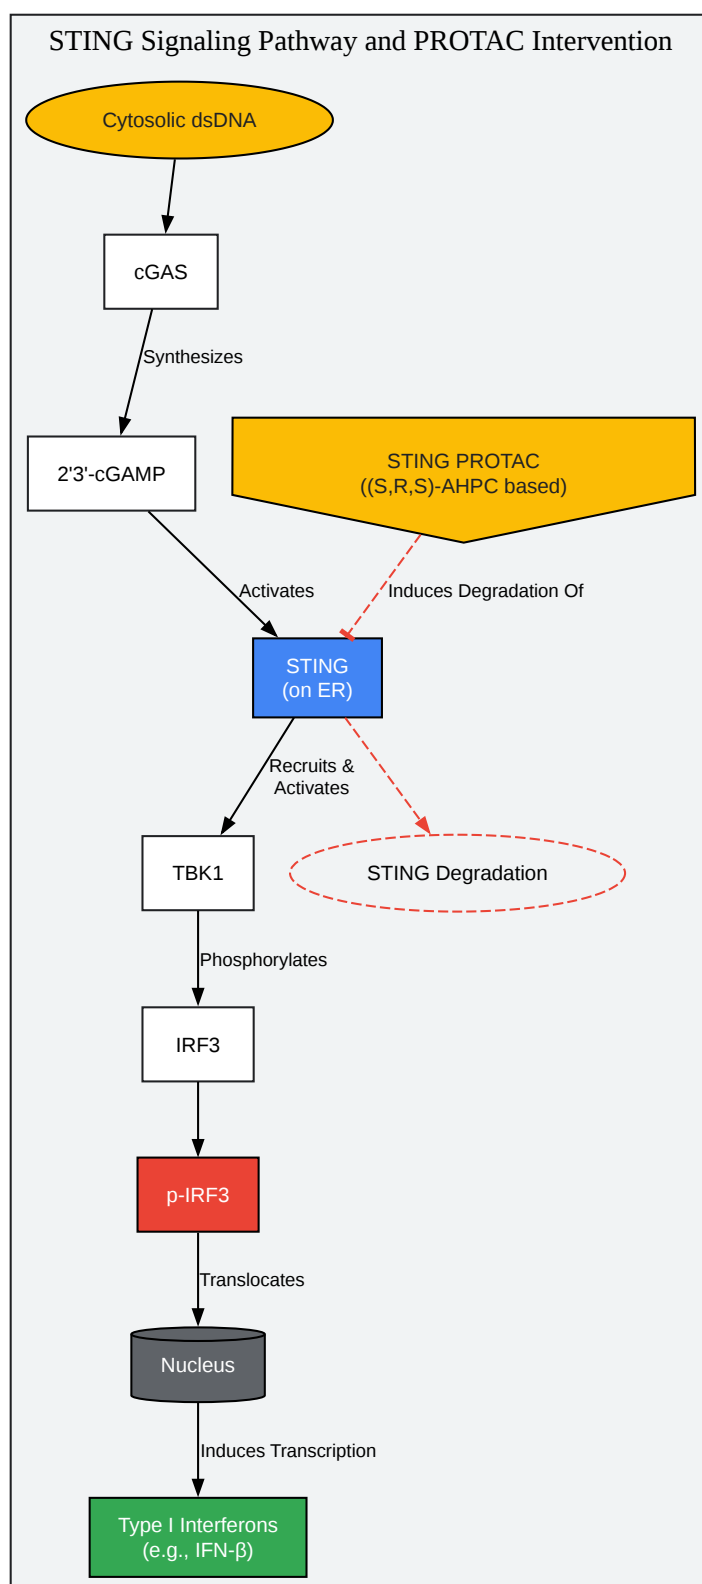 STING Signaling Pathway and PROTAC Intervention
Cytosolic dsDNA
cGAS
Synthesizes
2'3'-cGAMP
STING PROTAC
((S,R,S)-AHPC based)
Activates
Induces Degradation Of
STING
(on ER)
Recruits &
Activates
TBK1
STING Degradation
Phosphorylates
IRF3
p-IRF3
Translocates
Nucleus
Induces Transcription
Type I Interferons
(e.g., IFN-β)